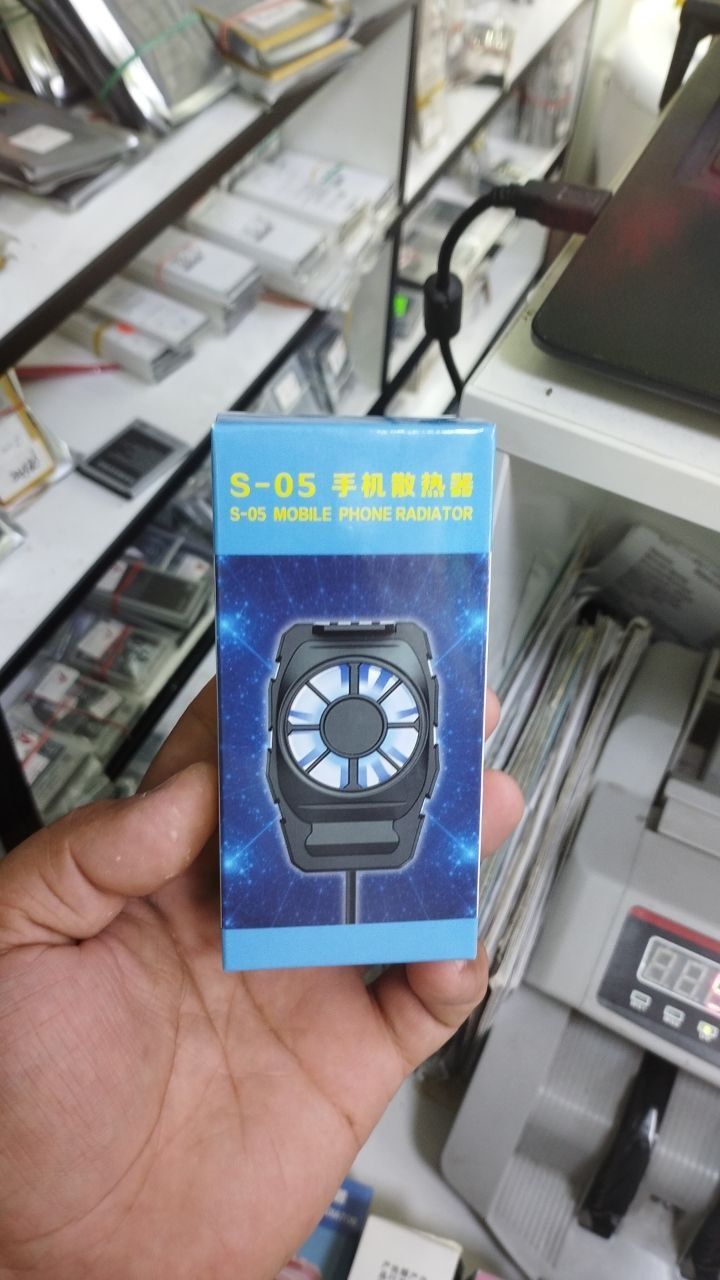 S-05 手机散热器
S-05 MOBILE PHONE RADIATOR